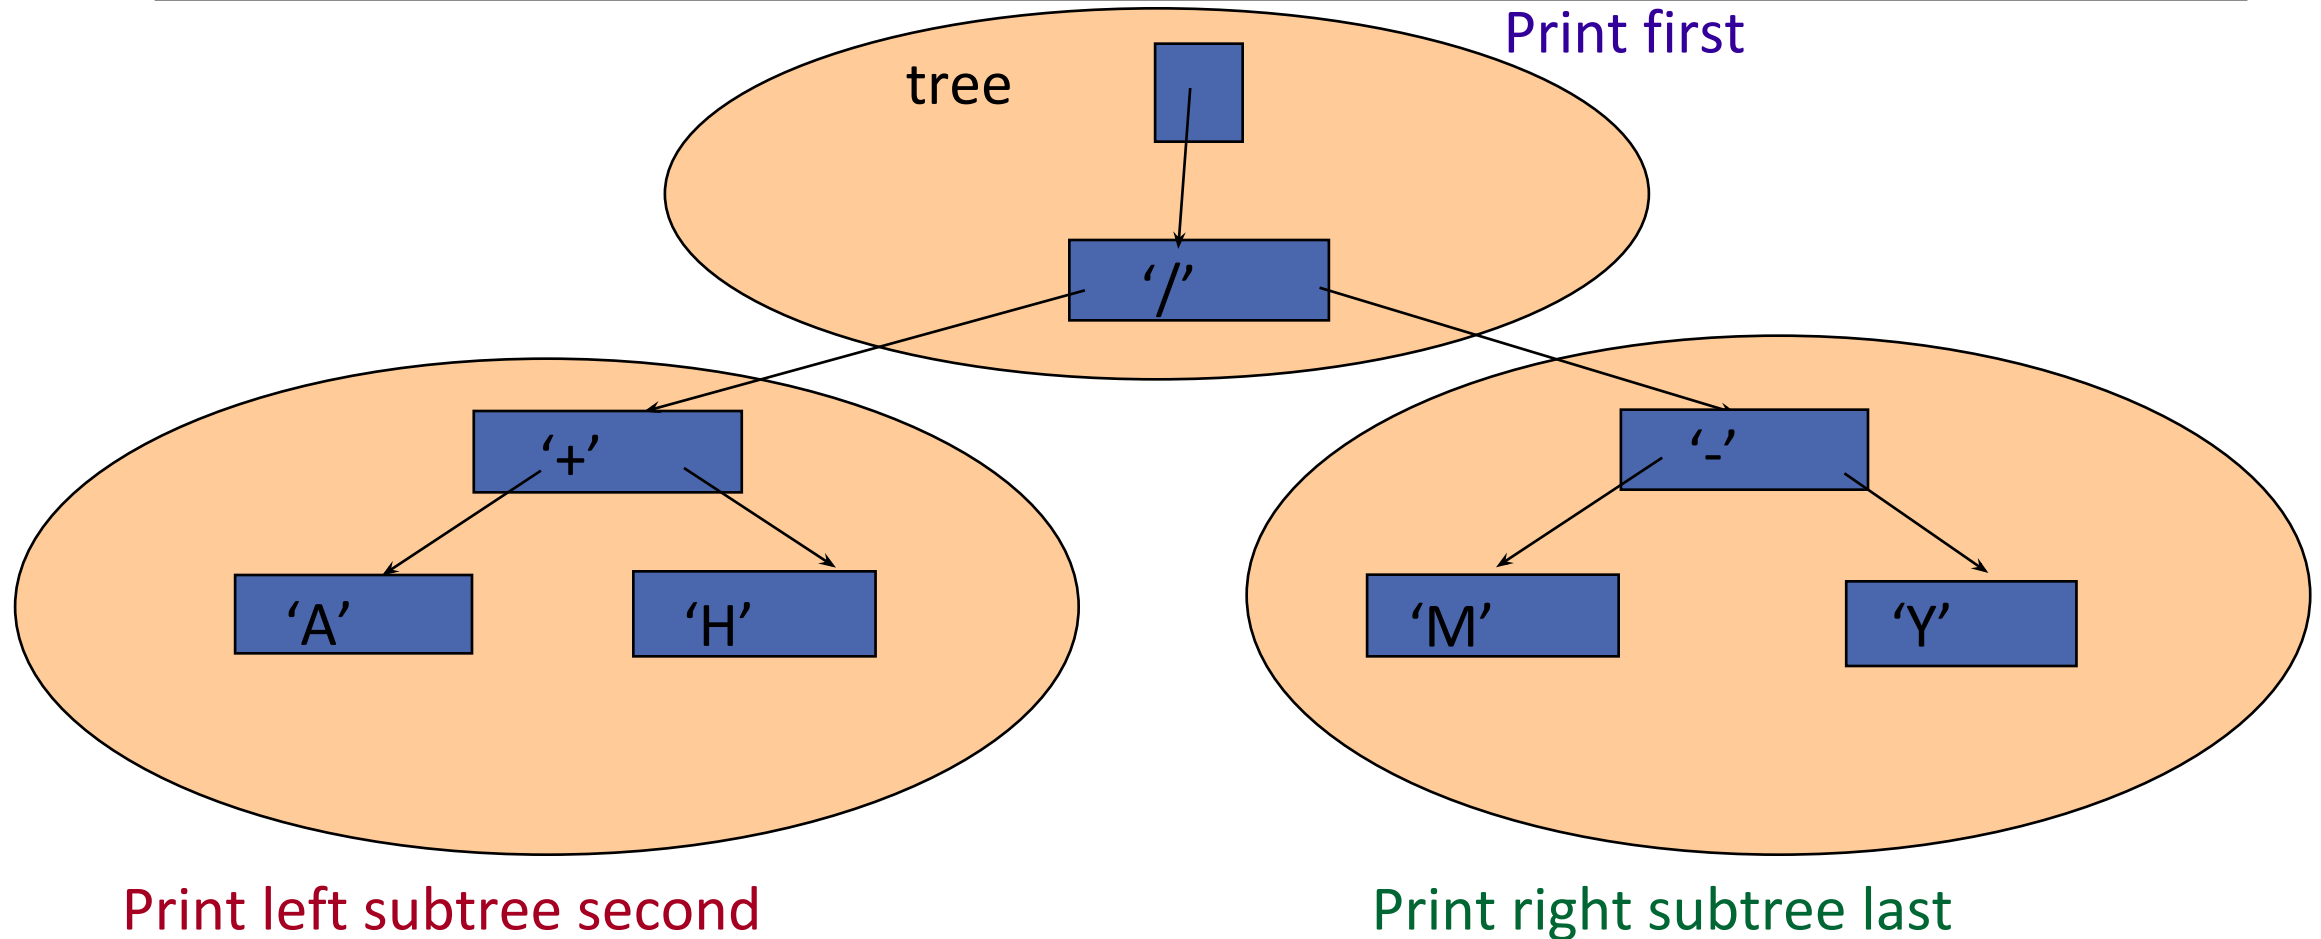 Print first
tree
‘/’
‘+’
‘-’
‘A’
‘H’
‘M’
‘Y’
Print left subtree second
Print right subtree last